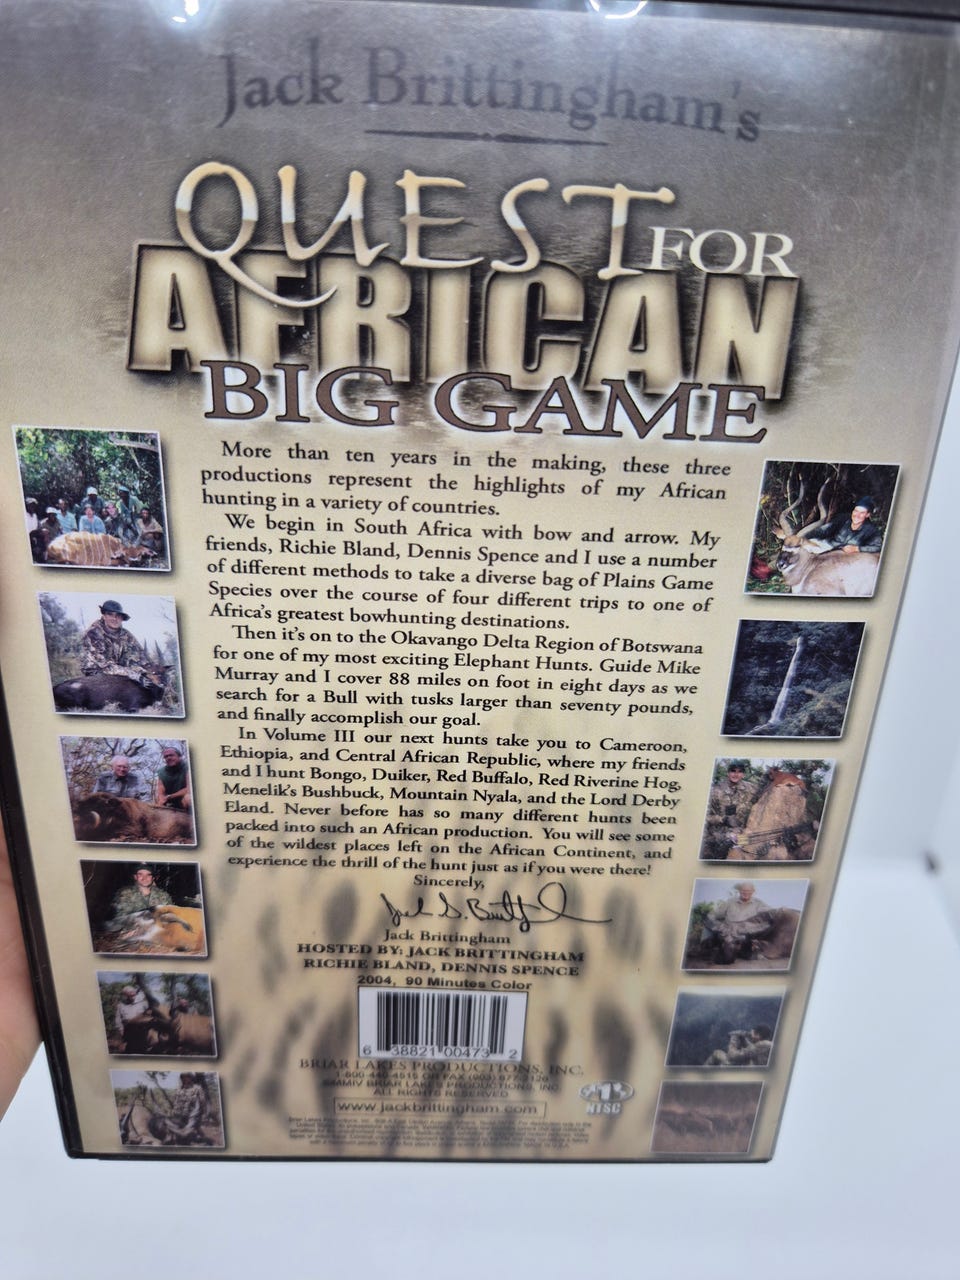 Jack Brittingham's
QUEST FOR
AFRICAN
BIG GAME
More than ten years in the making, these three
productions represent the highlights of my African
hunting in a variety of countries.
We begin in South Africa with bow and arrow. My
friends, Richie Bland, Dennis Spence and I use a number
of different methods to take a diverse bag of Plains Game
Species over the course of four different trips to one of
Africa's greatest bowhunting destinations.
Then it's on to the Okavango Delta Region of Botswana
for one of my most exciting Elephant Hunts. Guide Mike
Murray and I cover 88 miles on foot in eight days as we
search for a Bull with tusks larger than seventy pounds,
and finally accomplish our goal.
In Volume III our next hunts take you to Cameroon,
Ethiopia, and Central African Republic, where my friends
and I hunt Bongo, Duiker, Red Buffalo, Red Riverine Hog,
Menelik's Bushbuck, Mountain Nyala, and the Lord Derby
Eland. Never before has so many different hunts been
packed into such an African production. You will see some
of the wildest places left on the African Continent, and
experience the thrill of the hunt just as if you were there!
Sincerely,
Jack Brittingham
HOSTED BY: JACK BRITTINGHAM
RICHIE BLAND, DENNIS SPENCE
2004, 90 Minutes Color
6 38821 00473 2
BRIAR LAKES PRODUCTIONS, INC.
BRIAR LAKES PRODUCTIONS, INC.
ALL RIGHTS RESERVED
www.jackbrittingham.com
NTSC